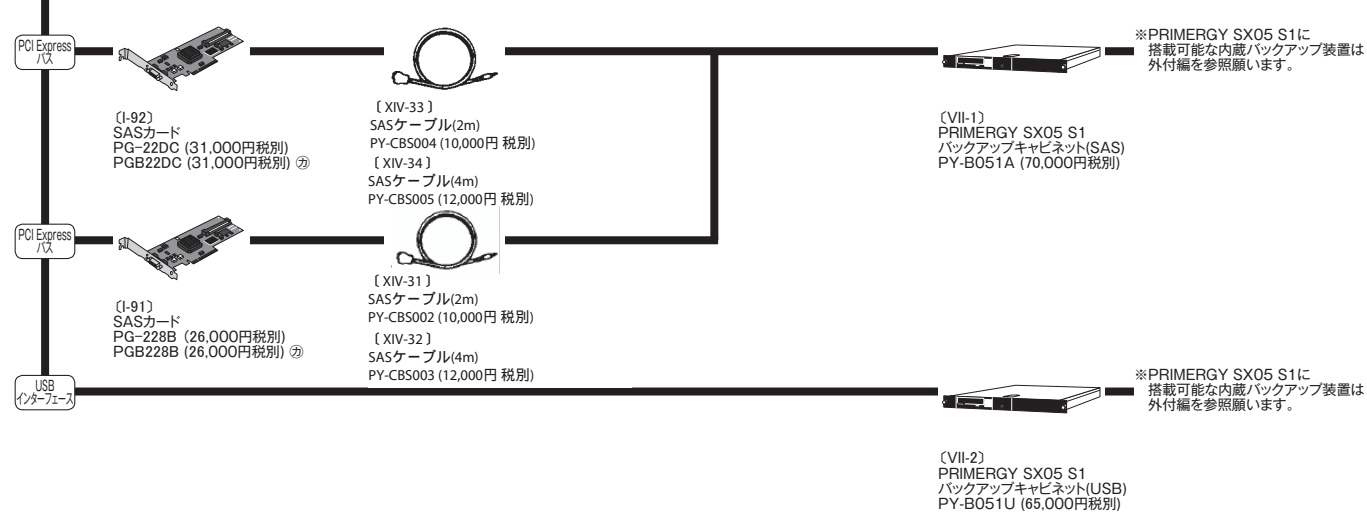 PCI Express
バス
〔I-92〕
SASカード
PG-22DC (31,000円税別)
PGB22DC (31,000円税別) ㋕
〔 XIV-33 〕
SASケーブル(2m)
PY-CBS004 (10,000円 税別)
〔 XIV-34 〕
SASケーブル(4m)
PY-CBS005 (12,000円 税別)
〔VII-1〕
PRIMERGY SX05 S1
バックアップキャビネット(SAS)
PY-B051A (70,000円税別)
※PRIMERGY SX05 S1に
搭載可能な内蔵バックアップ装置は
外付編を参照願います。
PCI Express
バス
〔I-91〕
SASカード
PG-228B (26,000円税別)
PGB228B (26,000円税別) ㋕
〔 XIV-31 〕
SASケーブル(2m)
PY-CBS002 (10,000円 税別)
〔 XIV-32 〕
SASケーブル(4m)
PY-CBS003 (12,000円 税別)
USB
インターフェース
〔VII-2〕
PRIMERGY SX05 S1
バックアップキャビネット(USB)
PY-B051U (65,000円税別)
※PRIMERGY SX05 S1に
搭載可能な内蔵バックアップ装置は
外付編を参照願います。